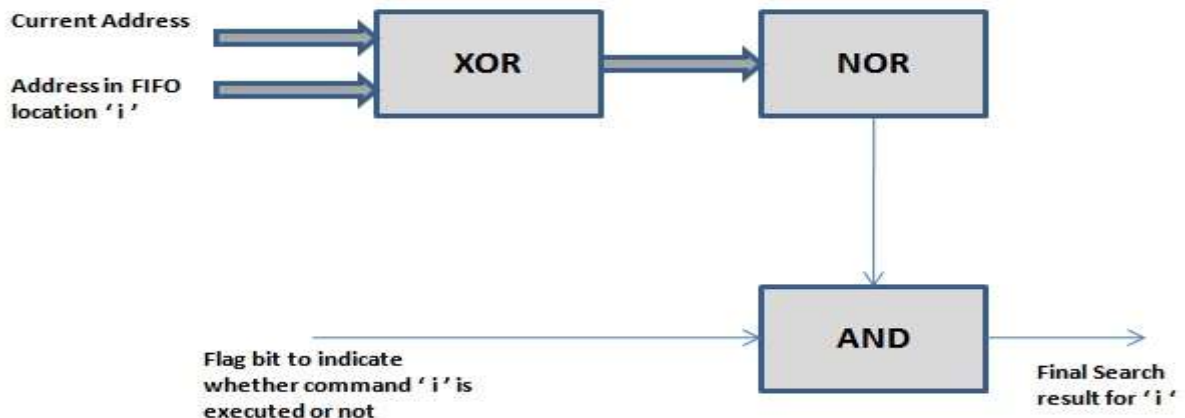 Current Address
XOR
NOR
Address in FIFO
location ‘ i ’
AND
Flag bit to indicate
whether command ‘ i ’ is
executed or not
Final Search
result for ‘ i ‘